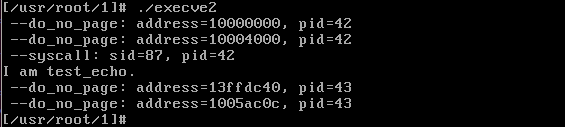 [/usr/root/1]# ./execve2
--do_no_page: address=10000000, pid=42
--do_no_page: address=10004000, pid=42
--syscall: sid=87, pid=42
I am test_echo.
--do_no_page: address=13ffdc40, pid=43
--do_no_page: address=1005ac0c, pid=43
[/usr/root/1]#